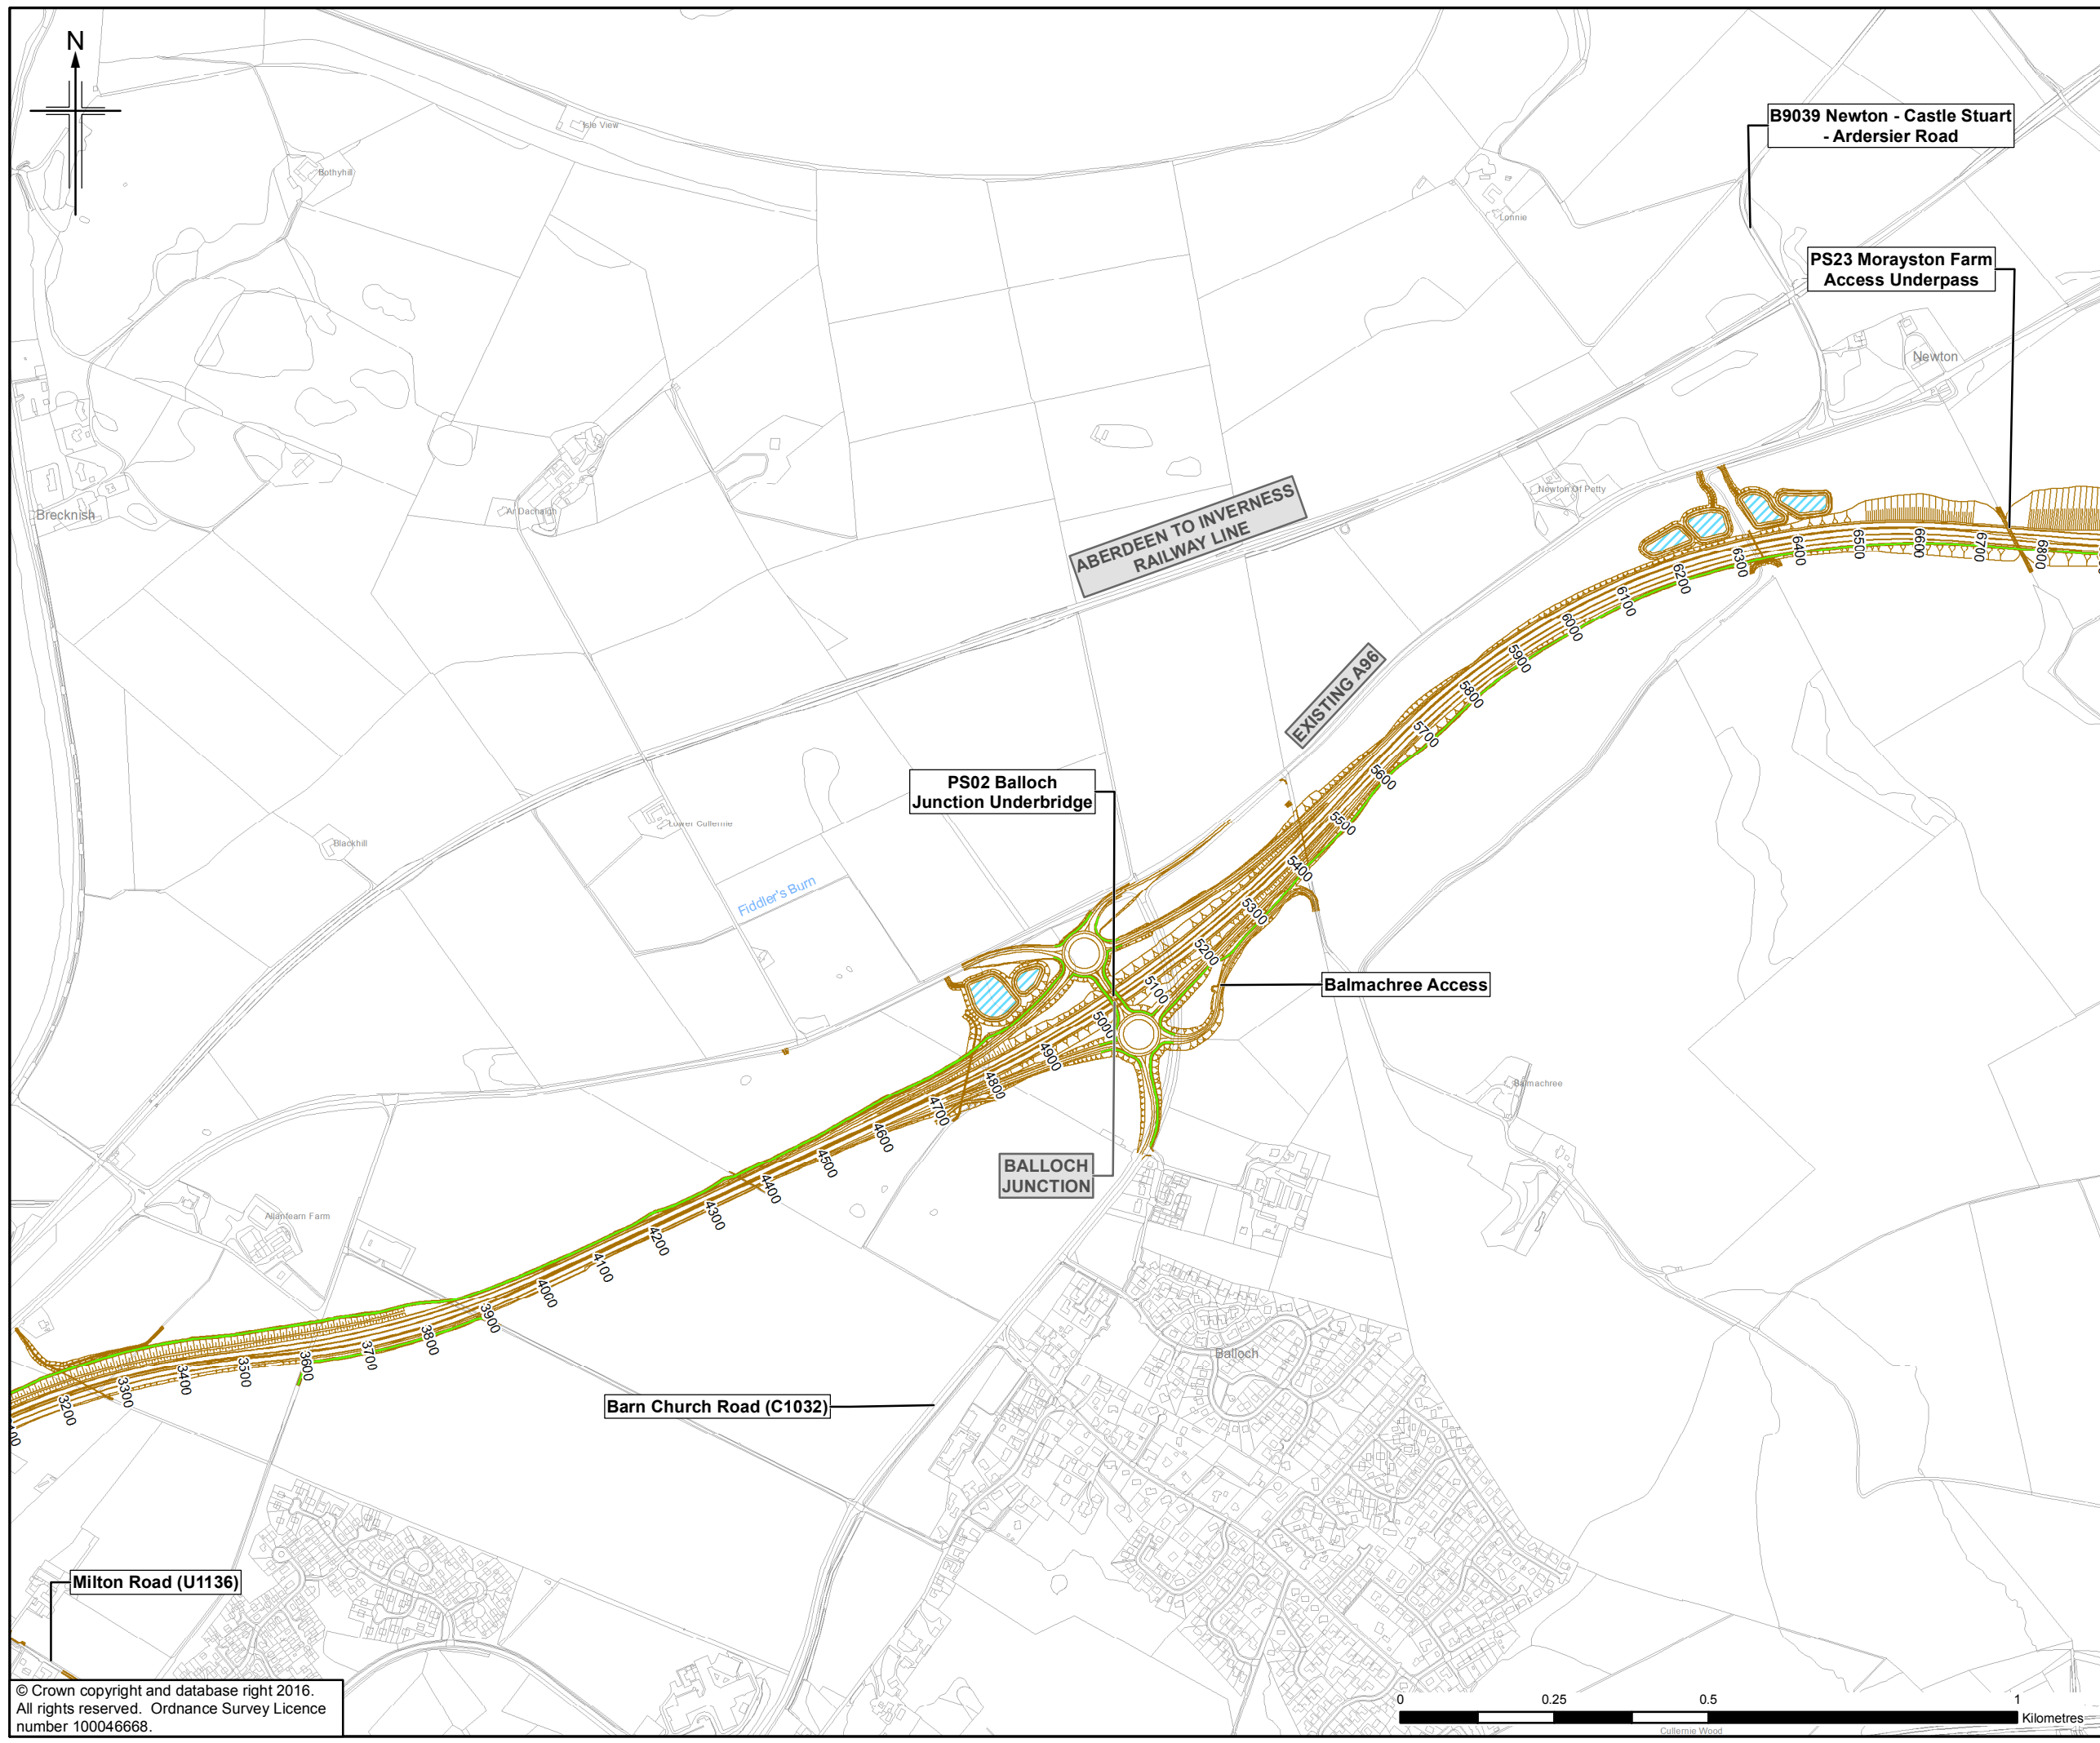 N
Isle View
Bothyhill
B9039 Newton - Castle Stuart
- Ardersier Road
Lonnie
PS23 Morayston Farm
Access Underpass
Newton
Brecknish
Ar Dachaigh
Newton Of Petty
ABERDEEN TO INVERNESS
RAILWAY LINE
EXISTING A96
PS02 Balloch
Junction Underbridge
Lower Cullernie
Blackhill
Fiddler's Burn
Balmachree Access
Balmachree
BALLOCH
JUNCTION
Allanfearn Farm
Balloch
Barn Church Road (C1032)
Milton Road (U1136)
3200
3300
3400
3500
3600
3700
3800
3900
4000
4100
4200
4300
4400
4500
4600
4700
4800
4900
5000
5100
5200
5300
5400
5500
5600
5700
5800
5900
6000
6100
6200
6300
6400
6500
6600
6700
6800
© Crown copyright and database right 2016.
All rights reserved. Ordnance Survey Licence
number 100046668.
0 0.25 0.5 1
Kilometres
Cullernie Wood